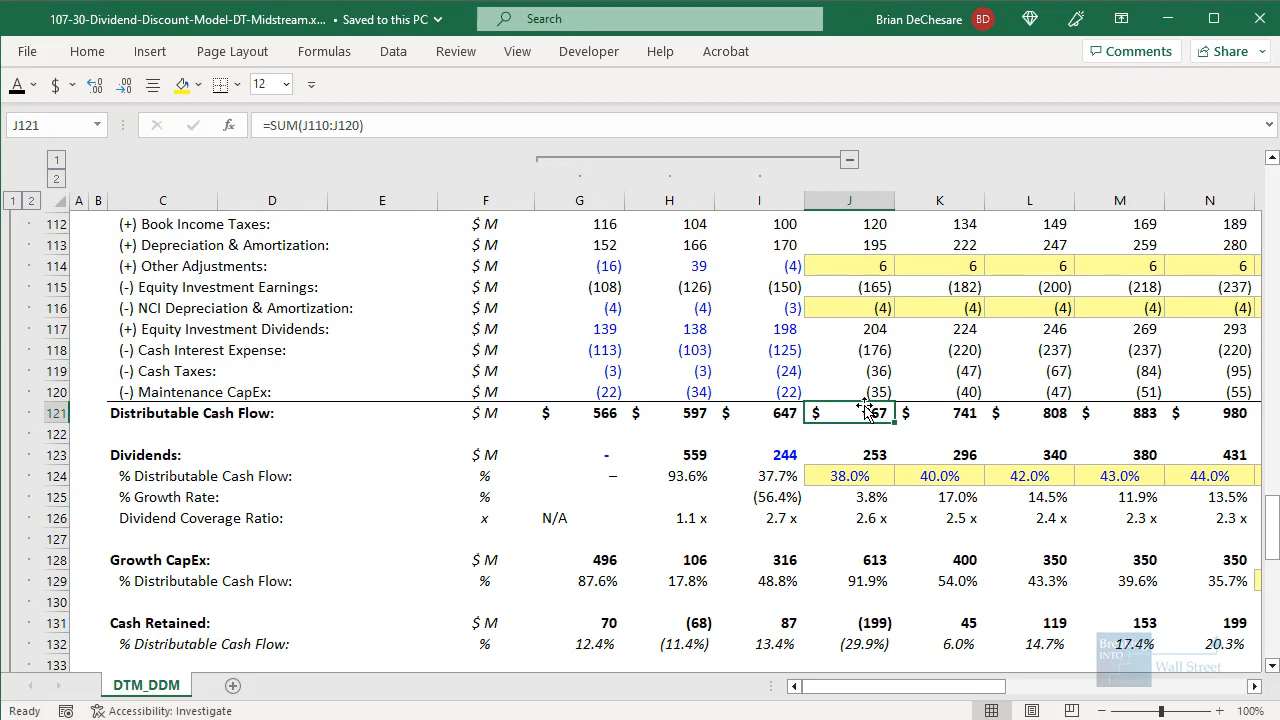 107-30-Dividend-Discount-Model-DT-Midstream.x... • Saved to this PC
Search
Brian DeChesare BD
File Home Insert Page Layout Formulas Data Review View Developer Help Acrobat Comments Share
A $ 12
J121 fx =SUM(J110:J120)
1
2
1 2 A B C D E F G H I J K L M N
112 (+) Book Income Taxes: $ M 116 104 100 120 134 149 169 189
113 (+) Depreciation & Amortization: $ M 152 166 170 195 222 247 259 280
114 (+) Other Adjustments: $ M (16) 39 (4) 6 6 6 6 6
115 (-) Equity Investment Earnings: $ M (108) (126) (150) (165) (182) (200) (218) (237)
116 (-) NCI Depreciation & Amortization: $ M (4) (4) (3) (4) (4) (4) (4) (4)
117 (+) Equity Investment Dividends: $ M 139 138 198 204 224 246 269 293
118 (-) Cash Interest Expense: $ M (113) (103) (125) (176) (220) (237) (237) (220)
119 (-) Cash Taxes: $ M (3) (3) (24) (36) (47) (67) (84) (95)
120 (-) Maintenance CapEx: $ M (22) (34) (22) (35) (40) (47) (51) (55)
121 Distributable Cash Flow: $ M $ 566 $ 597 $ 647 $ $ 741 $ 808 $ 883 $ 980
122
123 Dividends: $ M - 559 244 253 296 340 380 431
124 % Distributable Cash Flow: % – 93.6% 37.7% 38.0% 40.0% 42.0% 43.0% 44.0%
125 % Growth Rate: % (56.4%) 3.8% 17.0% 14.5% 11.9% 13.5%
126 Dividend Coverage Ratio: x N/A 1.1 x 2.7 x 2.6 x 2.5 x 2.4 x 2.3 x 2.3 x
127
128 Growth CapEx: $ M 496 106 316 613 400 350 350 350
129 % Distributable Cash Flow: % 87.6% 17.8% 48.8% 91.9% 54.0% 43.3% 39.6% 35.7%
130
131 Cash Retained: $ M 70 (68) 87 (199) 45 119 153 199
132 % Distributable Cash Flow: % 12.4% (11.4%) 13.4% (29.9%) 6.0% 14.7% 17.4% 20.3%
133
INTO
Wall Street
DTM_DDM
Ready Accessibility: Investigate 100%